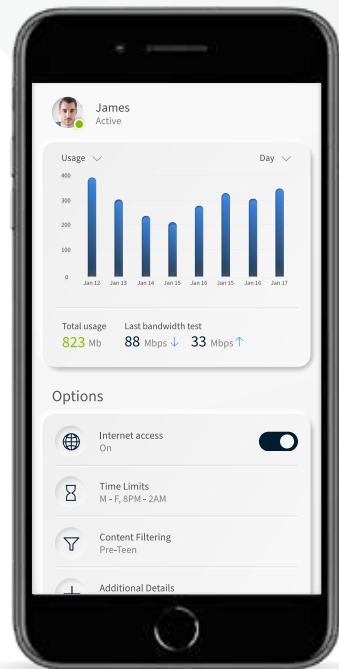 James
Active
Usage Day
400
300
200
100
0
Jan 12 Jan 13 Jan 14 Jan 15 Jan 16 Jan 15 Jan 16 Jan 17
Total usage Last bandwidth test
823 Mb 88 Mbps ↓ 33 Mbps ↑
Options
Internet access
On
Time Limits
M - F, 8PM - 2AM
Content Filtering
Pre-Teen
Additional Details